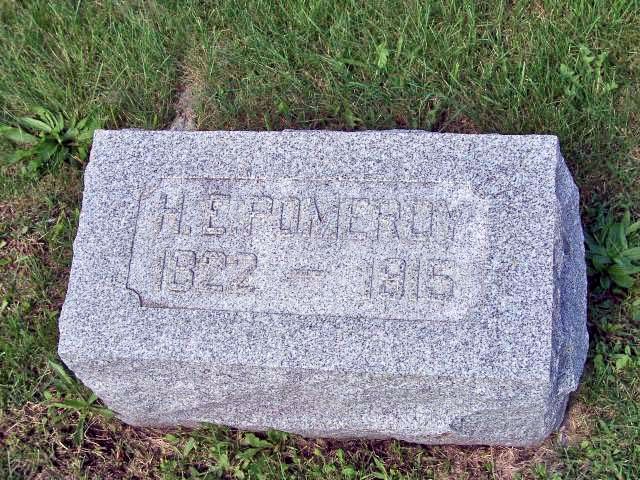 H. E. POMEROY
1822 — 1915